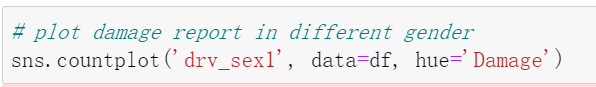 # plot damage report in different gender
sns.countplot('drv_sex1', data=df, hue='Damage')